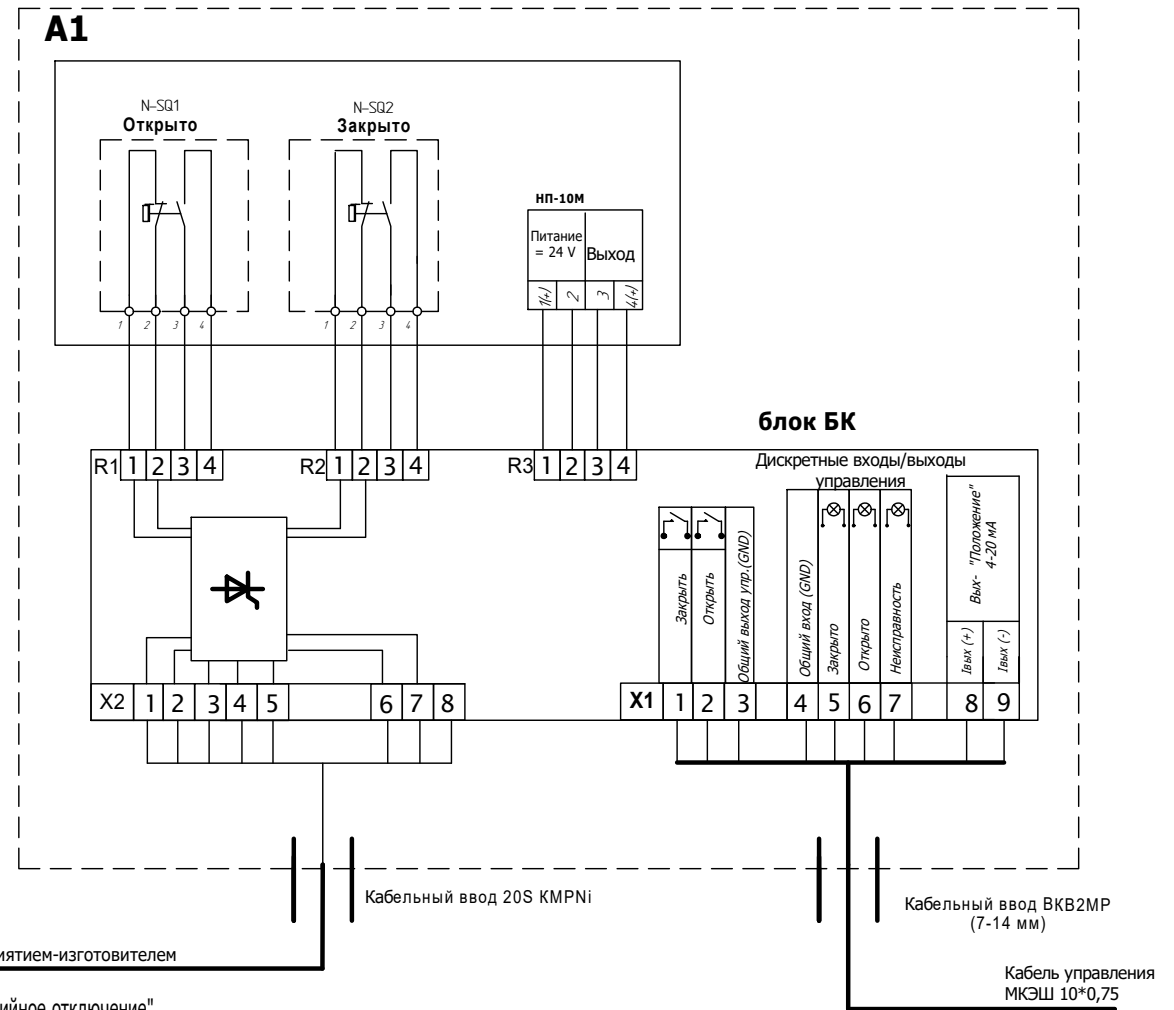 A1
N-SQ1
Открыто
N-SQ2
Закрыто
1 2 3 4
1 2 3 4
НП-10М
Питание
= 24 V
Выход
1(+) 2 3 4(+)
блок БК
R1 1 2 3 4
R2 1 2 3 4
R3 1 2 3 4
Дискретные входы/выходы
управления
Закрыть
Открыть
Общий выход упр.(GND)
Общий вход (GND)
Закрыто
Открыто
Неисправность
Вых- "Положение"
4-20 мА
Iвых (+)
Iвых (-)
X2 1 2 3 4 5 6 7 8
X1 1 2 3 4 5 6 7 8 9
Кабельный ввод 20S KMPNi
Кабельный ввод ВКВ2МР
(7-14 мм)
иятием-изготовителем
Кабель управления
МКЭШ 10*0,75
ийное отключение"